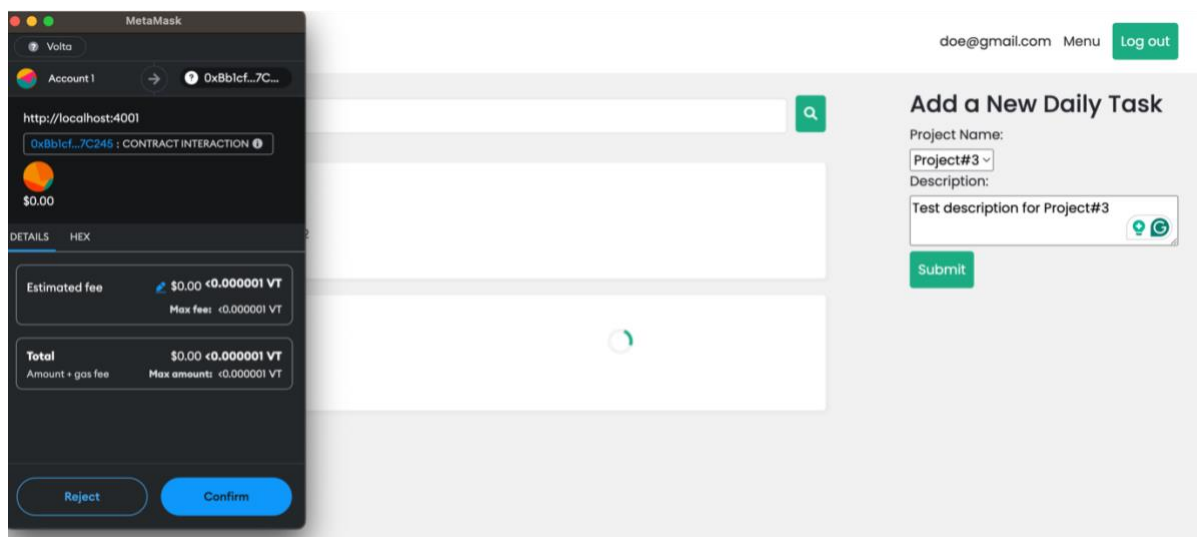 MetaMask
Volta
Account 1
0xBb1cf...7C...
http://localhost:4001
0xBb1cf...7C245 : CONTRACT INTERACTION
$0.00
DETAILS HEX
Estimated fee $0.00 <0.000001 VT
Max fee: <0.000001 VT
Total $0.00 <0.000001 VT
Amount + gas fee Max amount: <0.000001 VT
Reject Confirm
doe@gmail.com Menu Log out
Add a New Daily Task
Project Name:
Project#3
Description:
Test description for Project#3
Submit